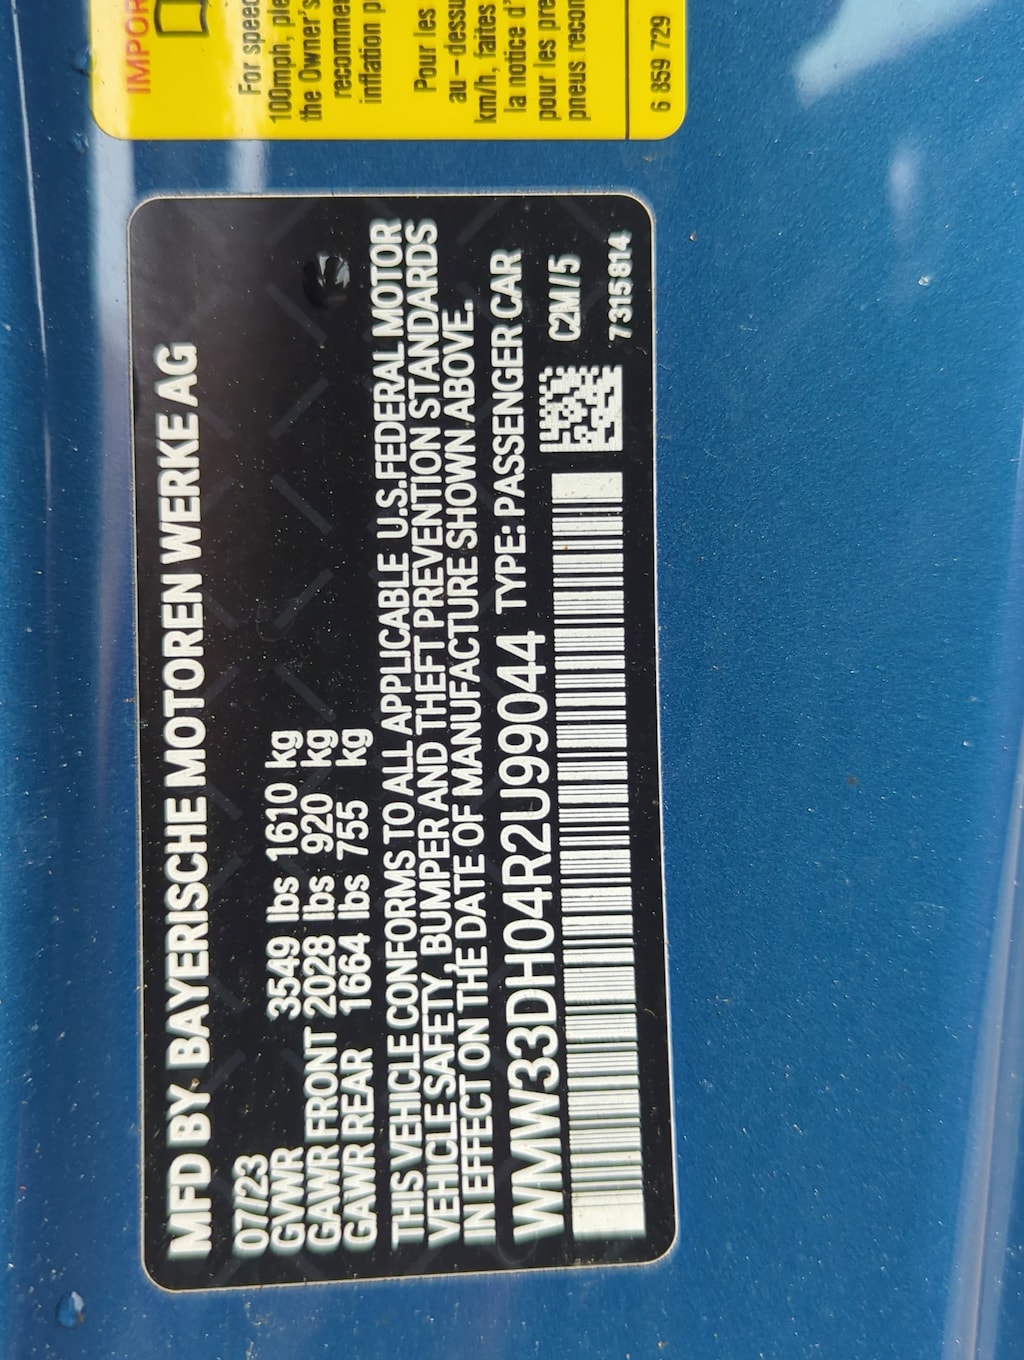 MFD BY BAYERISCHE MOTOREN WERKE AG
07/23
GVWR 3549 lbs 1610 kg
GAWR FRONT 2028 lbs 920 kg
GAWR REAR 1664 lbs 755 kg
THIS VEHICLE CONFORMS TO ALL APPLICABLE U.S.FEDERAL MOTOR
VEHICLE SAFETY, BUMPER AND THEFT PREVENTION STANDARDS
IN EFFECT ON THE DATE OF MANUFACTURE SHOWN ABOVE.
WMW33DH04R2U99044 TYPE: PASSENGER CAR
C2M/5
7315814
IMPOR
For speed
100mph, ple
the Owner's
recomme
inflation p
Pour les
au-dessu
km/h, faites
la notice d'
pour les pre
pneus recon
6 859 729